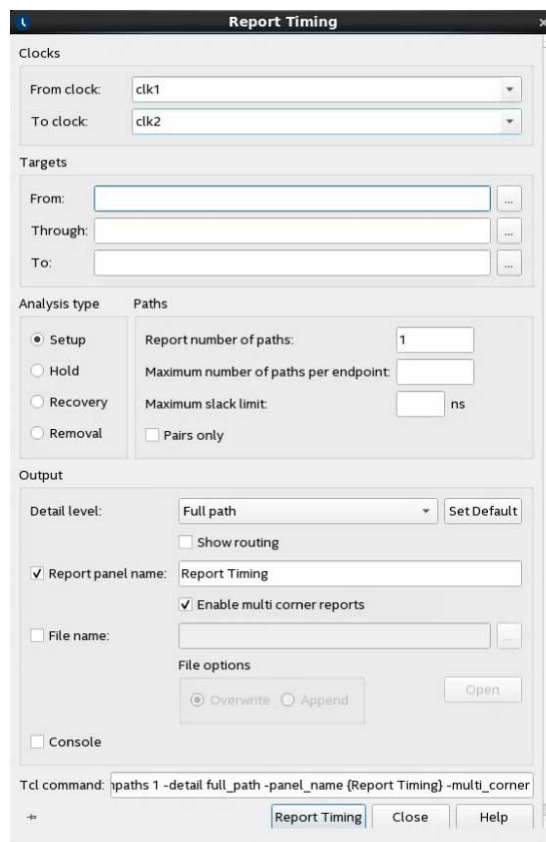 Report Timing
Clocks
From clock: clk1
To clock: clk2
Targets
From: ...
Through: ...
To: ...
Analysis type Paths
Setup Report number of paths: 1
Hold Maximum number of paths per endpoint:
Recovery Maximum slack limit: ns
Removal Pairs only
Output
Detail level: Full path Set Default
Show routing
Report panel name: Report Timing
Enable multi corner reports
File name: ...
File options
Overwrite Append Open
Console
Tcl command: npaths 1 -detail full_path -panel_name {Report Timing} -multi_corner
Report Timing Close Help